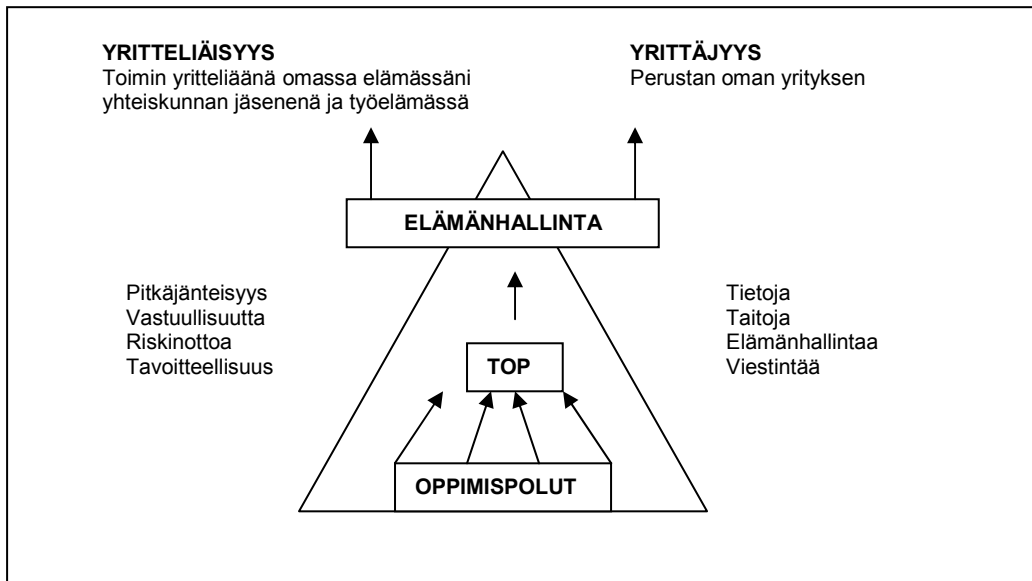 YRITTELIÄISYYS
Toimin yritteliäänä omassa elämässäni
yhteiskunnan jäsenenä ja työelämässä
YRITTÄJYYS
Perustan oman yrityksen
ELÄMÄNHALLINTA
Pitkäjänteisyys
Vastuullisuutta
Riskinottoa
Tavoitteellisuus
Tietoja
Taitoja
Elämänhallintaa
Viestintää
TOP
OPPIMISPOLUT